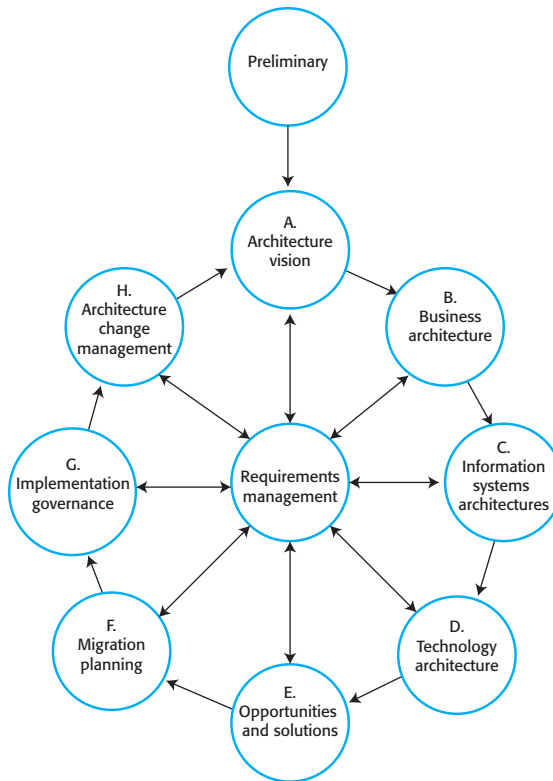 Preliminary
A.
Architecture
vision
B.
Business
architecture
C.
Information
systems
architectures
D.
Technology
architecture
E.
Opportunities
and solutions
F.
Migration
planning
G.
Implementation
governance
H.
Architecture
change
management
Requirements
management